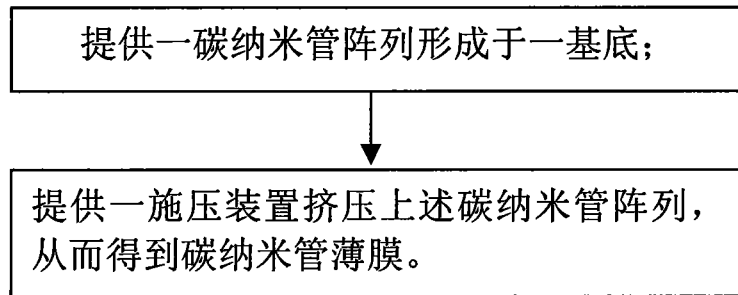 提供一碳纳米管阵列形成于一基底；
提供一施压装置挤压上述碳纳米管阵列，
从而得到碳纳米管薄膜。